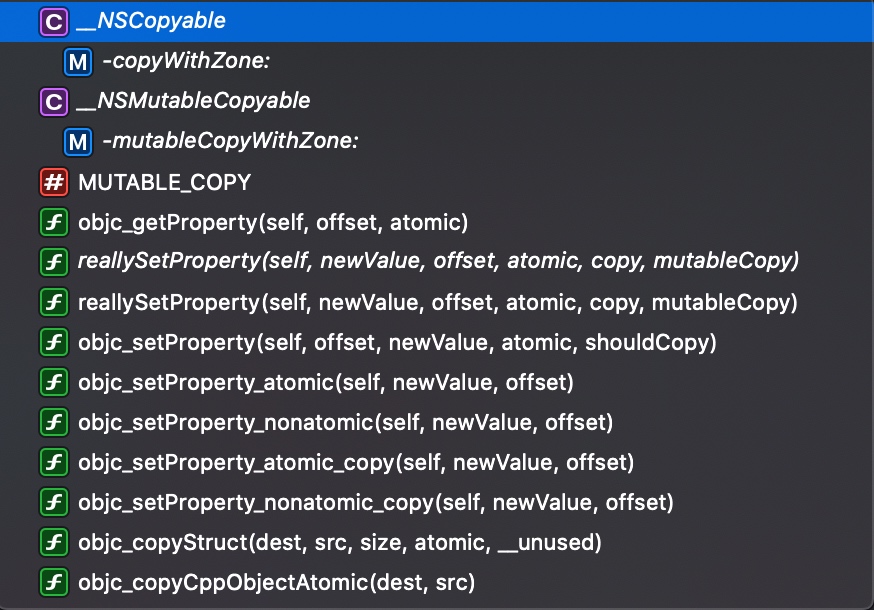 C __NSCopyable
M -copyWithZone:
C __NSMutableCopyable
M -mutableCopyWithZone:
# MUTABLE_COPY
f objc_getProperty(self, offset, atomic)
f reallySetProperty(self, newValue, offset, atomic, copy, mutableCopy)
f reallySetProperty(self, newValue, offset, atomic, copy, mutableCopy)
f objc_setProperty(self, offset, newValue, atomic, shouldCopy)
f objc_setProperty_atomic(self, newValue, offset)
f objc_setProperty_nonatomic(self, newValue, offset)
f objc_setProperty_atomic_copy(self, newValue, offset)
f objc_setProperty_nonatomic_copy(self, newValue, offset)
f objc_copyStruct(dest, src, size, atomic, __unused)
f objc_copyCppObjectAtomic(dest, src)